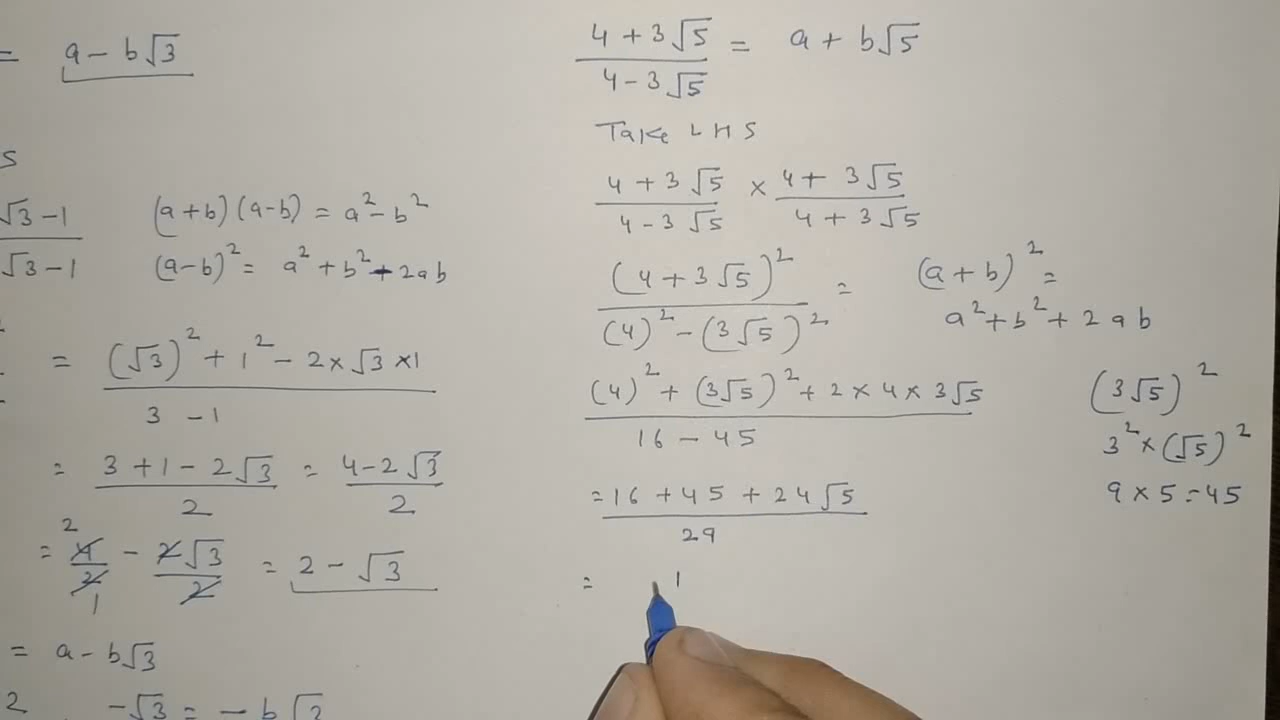 = a - b√3
S
√3-1 / √3-1
(a+b)(a-b) = a² - b²
(a-b)² = a² + b² - 2ab
= (√3)² + 1² - 2×√3×1 / 3 - 1
= 3 + 1 - 2√3 / 2 = 4-2√3 / 2
= 4/2 - 2√3/2 = 2 - √3
2
1
= a - b√3
2 -√3 = - b√3
4 + 3√5 / 4 - 3√5 = a + b√5
Take LHS
4 + 3√5 / 4 - 3√5 × 4 + 3√5 / 4 + 3√5
(4 + 3√5)² / (4)² - (3√5)² =
(a + b)² =
a² + b² + 2ab
(4)² + (3√5)² + 2 × 4 × 3√5 / 16 - 45
(3√5)²
3² × (√5)²
9 × 5 = 45
= 16 + 45 + 24√5 / 29
= 1